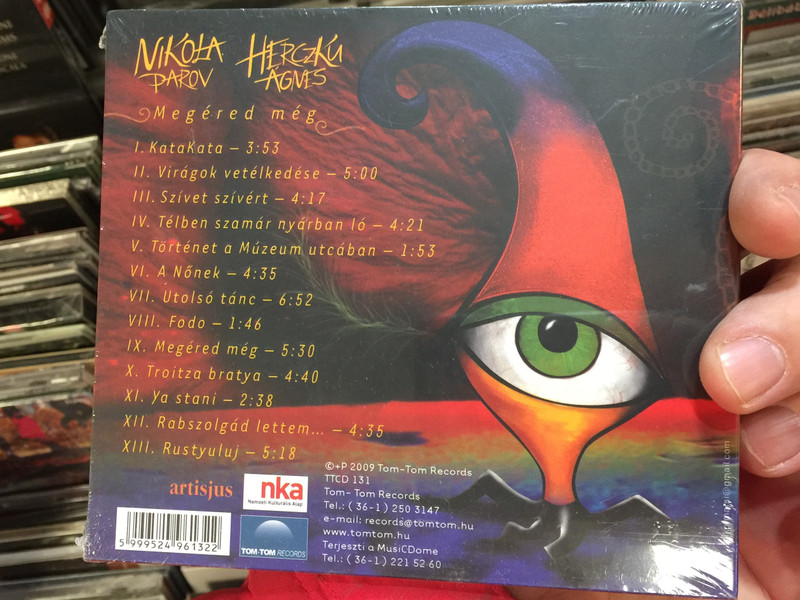 NIKOLA PAROV
HERCZKU ÁGNES
Megéred még
I. KataKata – 3:53
II. Virágok vetélkedése – 5:00
III. Szívet szívért – 4:17
IV. Télben szamár nyárban ló – 4:21
V. Történet a Múzeum utcában – 1:53
VI. A Nőnek – 4:35
VII. Utolsó tánc – 6:52
VIII. Fodo – 1:46
IX. Megéred még – 5:30
X. Troitza bratya – 4:40
XI. Ya stani – 2:38
XII. Rabszolgád lettem... – 4:35
XIII. Rustyuluj – 5:18
artisjus
nka
Nemzeti Kulturális Alap
5 999524 961322
TOM-TOM RECORDS
©+P 2009 Tom-Tom Records
TTCD 131
Tom- Tom Records
Tel.: ( 36-1 ) 250 3147
e-mail: records@tomtom.hu
www.tomtom.hu
Terjeszti a MusiCDome
Tel.: ( 36-1 ) 221 52 60